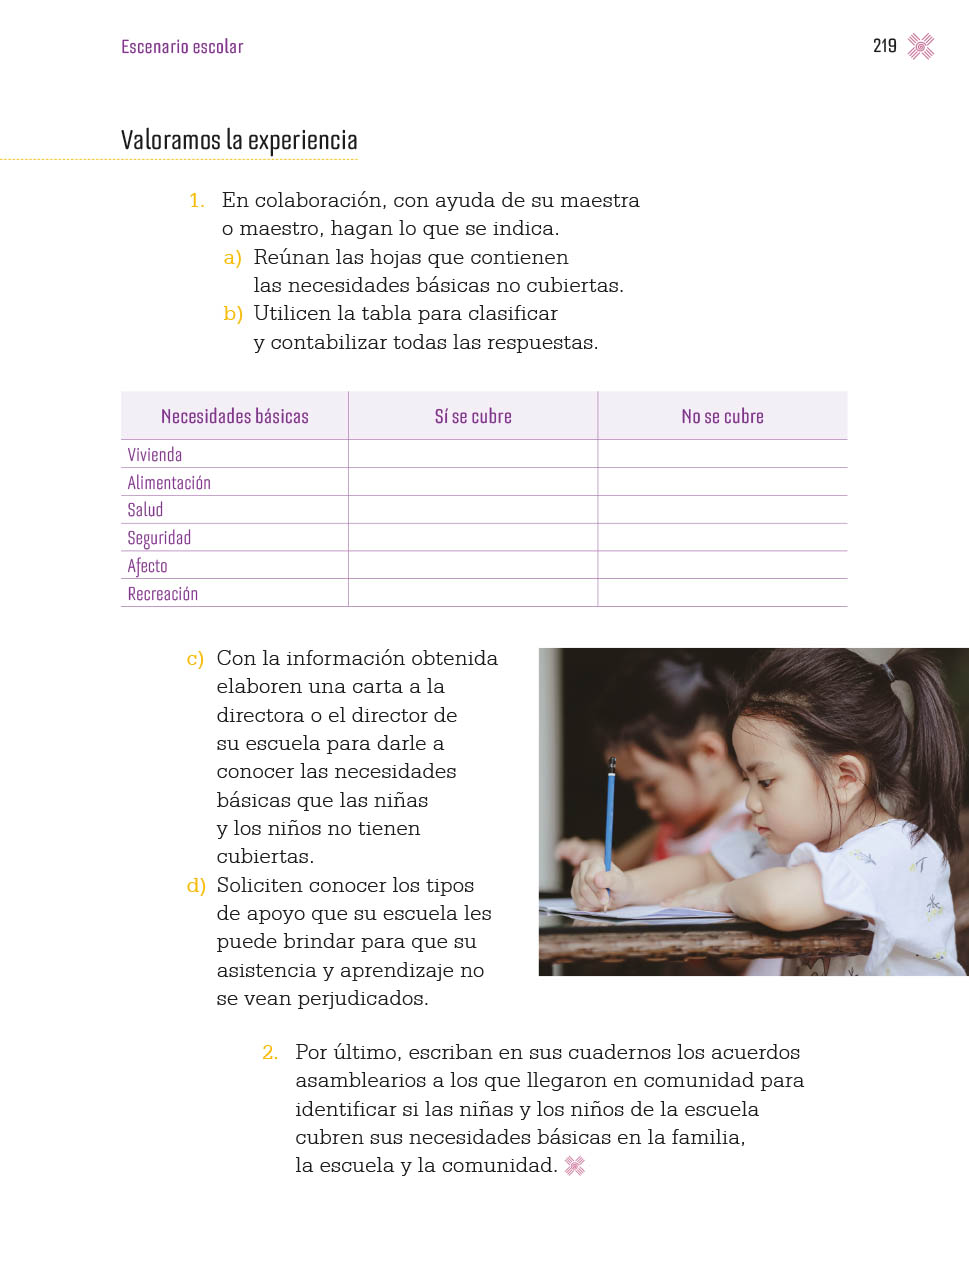 Escenario escolar
219
Valoramos la experiencia
1. En colaboración, con ayuda de su maestra
o maestro, hagan lo que se indica.
a) Reúnan las hojas que contienen
las necesidades básicas no cubiertas.
b) Utilicen la tabla para clasificar
y contabilizar todas las respuestas.
Necesidades básicas Sí se cubre No se cubre
Vivienda
Alimentación
Salud
Seguridad
Afecto
Recreación
c) Con la información obtenida
elaboren una carta a la
directora o el director de
su escuela para darle a
conocer las necesidades
básicas que las niñas
y los niños no tienen
cubiertas.
d) Soliciten conocer los tipos
de apoyo que su escuela les
puede brindar para que su
asistencia y aprendizaje no
se vean perjudicados.
2. Por último, escriban en sus cuadernos los acuerdos
asamblearios a los que llegaron en comunidad para
identificar si las niñas y los niños de la escuela
cubren sus necesidades básicas en la familia,
la escuela y la comunidad.